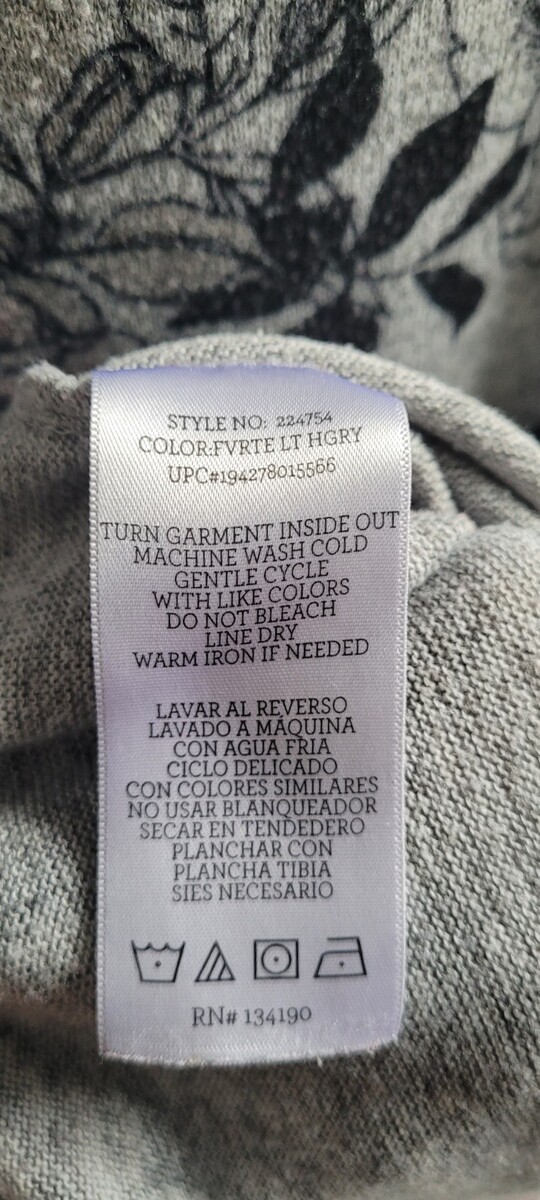 STYLE NO: 224754
COLOR:FVRTE LT HGRY
UPC#194278015566
TURN GARMENT INSIDE OUT
MACHINE WASH COLD
GENTLE CYCLE
WITH LIKE COLORS
DO NOT BLEACH
LINE DRY
WARM IRON IF NEEDED
LAVAR AL REVERSO
LAVADO A MÁQUINA
CON AGUA FRIA
CICLO DELICADO
CON COLORES SIMILARES
NO USAR BLANQUEADOR
SECAR EN TENDEDERO
PLANCHAR CON
PLANCHA TIBIA
SIES NECESARIO
RN# 134190